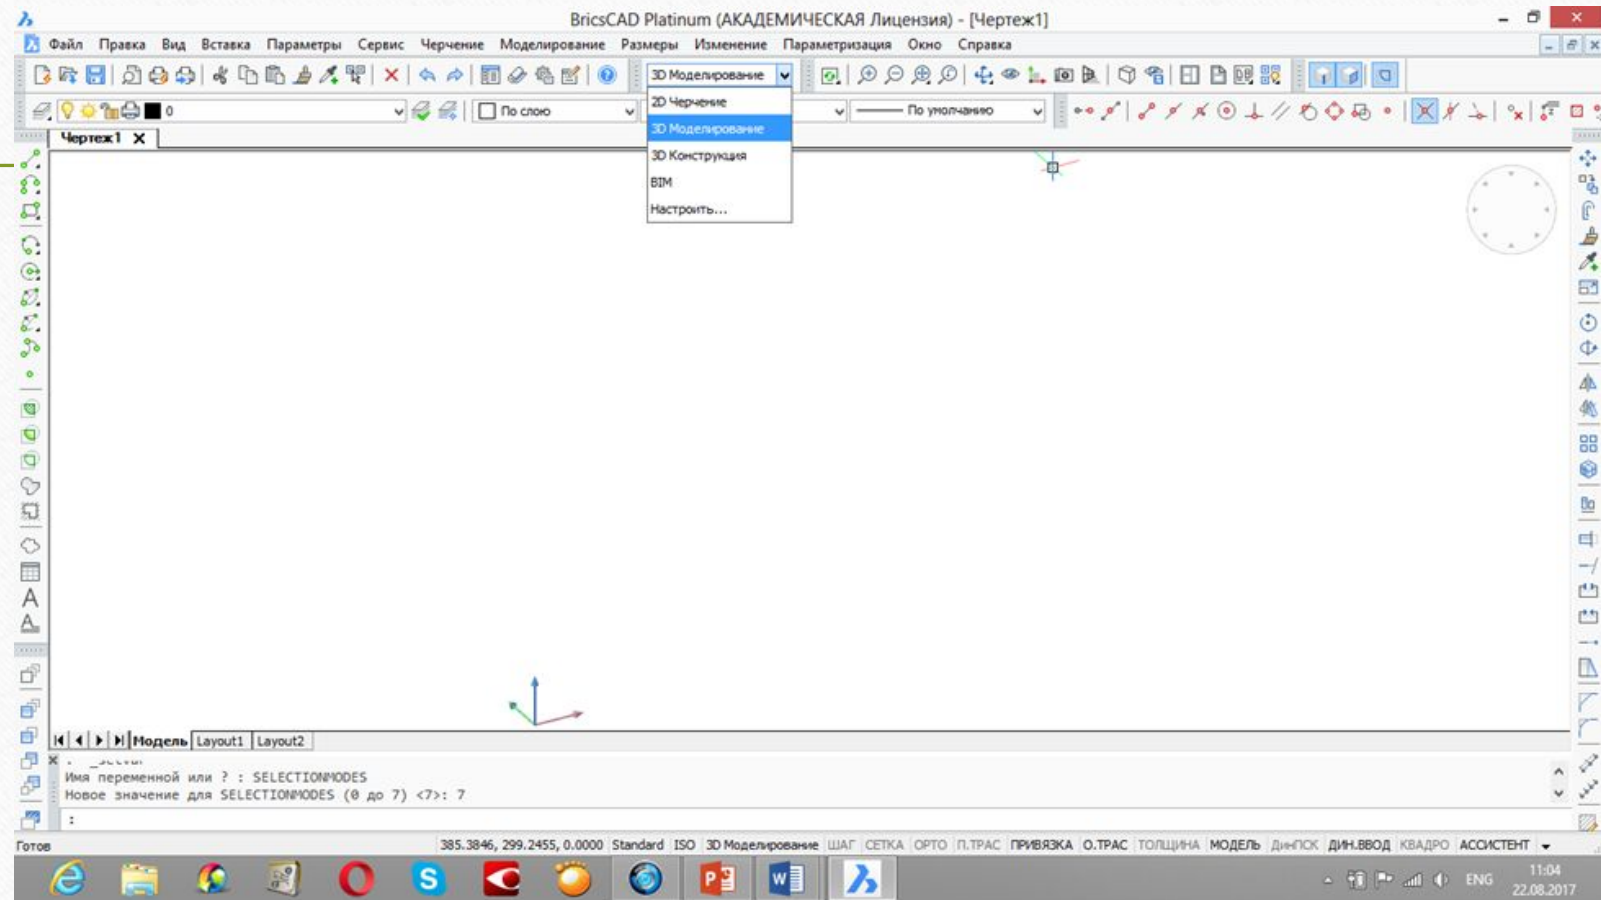 BricsCAD Platinum (АКАДЕМИЧЕСКАЯ Лицензия) - [Чертеж1]
Файл Правка Вид Вставка Параметры Сервис Черчение Моделирование Размеры Изменение Параметризация Окно Справка
3D Моделирование
0 По слою По умолчанию
2D Черчение
3D Моделирование
3D Конструкция
BIM
Настроить...
Чертеж1 X
Модель Layout1 Layout2
Имя переменной или ? : SELECTIONMODES
Новое значение для SELECTIONMODES (0 до 7) <7>: 7
:
Готов 385.3846, 299.2455, 0.0000 Standard ISO 3D Моделирование ШАГ СЕТКА ОРТО П.ТРАС ПРИВЯЗКА О.ТРАС ТОЛЩИНА МОДЕЛЬ ДинПСК ДИН.ВВОД КВАДРО АССИСТЕНТ
ENG 11:04
22.08.2017